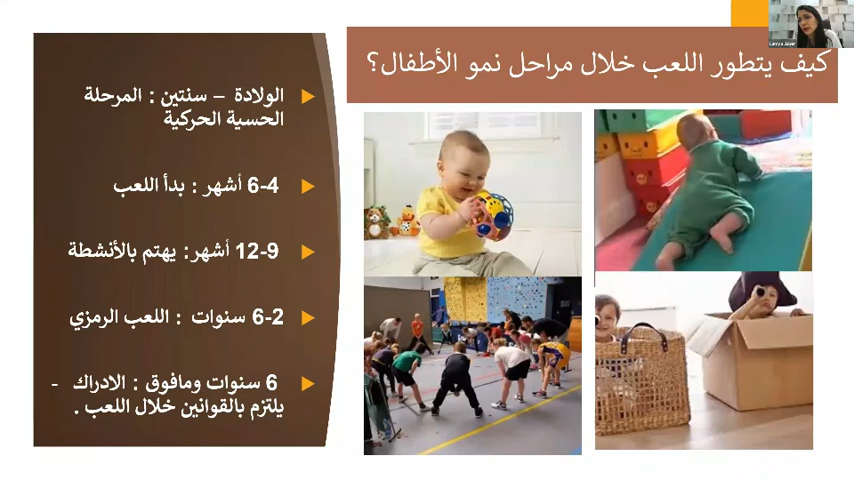 كيف يتطور اللعب خلال مراحل نمو الأطفال؟
الولادة – سنتين : المرحلة
الحسية الحركية
6-4 أشهر : بدأ اللعب
12-9 أشهر: يهتم بالأنشطة
6-2 سنوات : اللعب الرمزي
6 سنوات ومافوق : الادراك -
يلتزم بالقوانين خلال اللعب .